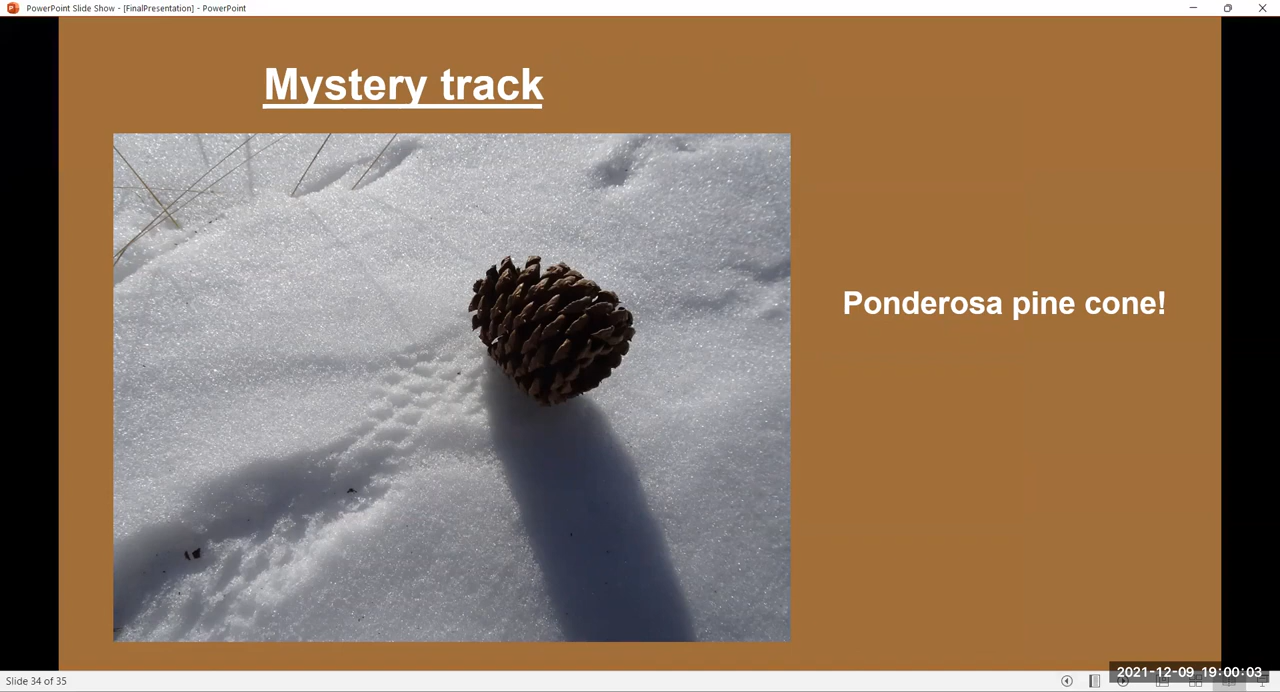 PowerPoint Slide Show - [FinalPresentation] - PowerPoint
Mystery track
Ponderosa pine cone!
2021-12-09 19:00:03
Slide 34 of 35